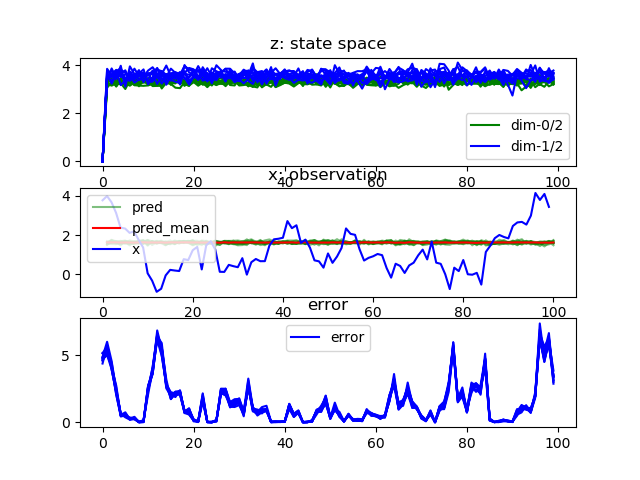 z: state space
4
2
0
dim-0/2
dim-1/2
0 20 40 60 80 100
x: observation
4
2
0
pred
pred_mean
x
0 20 40 60 80 100
error
5
0
error
0 20 40 60 80 100